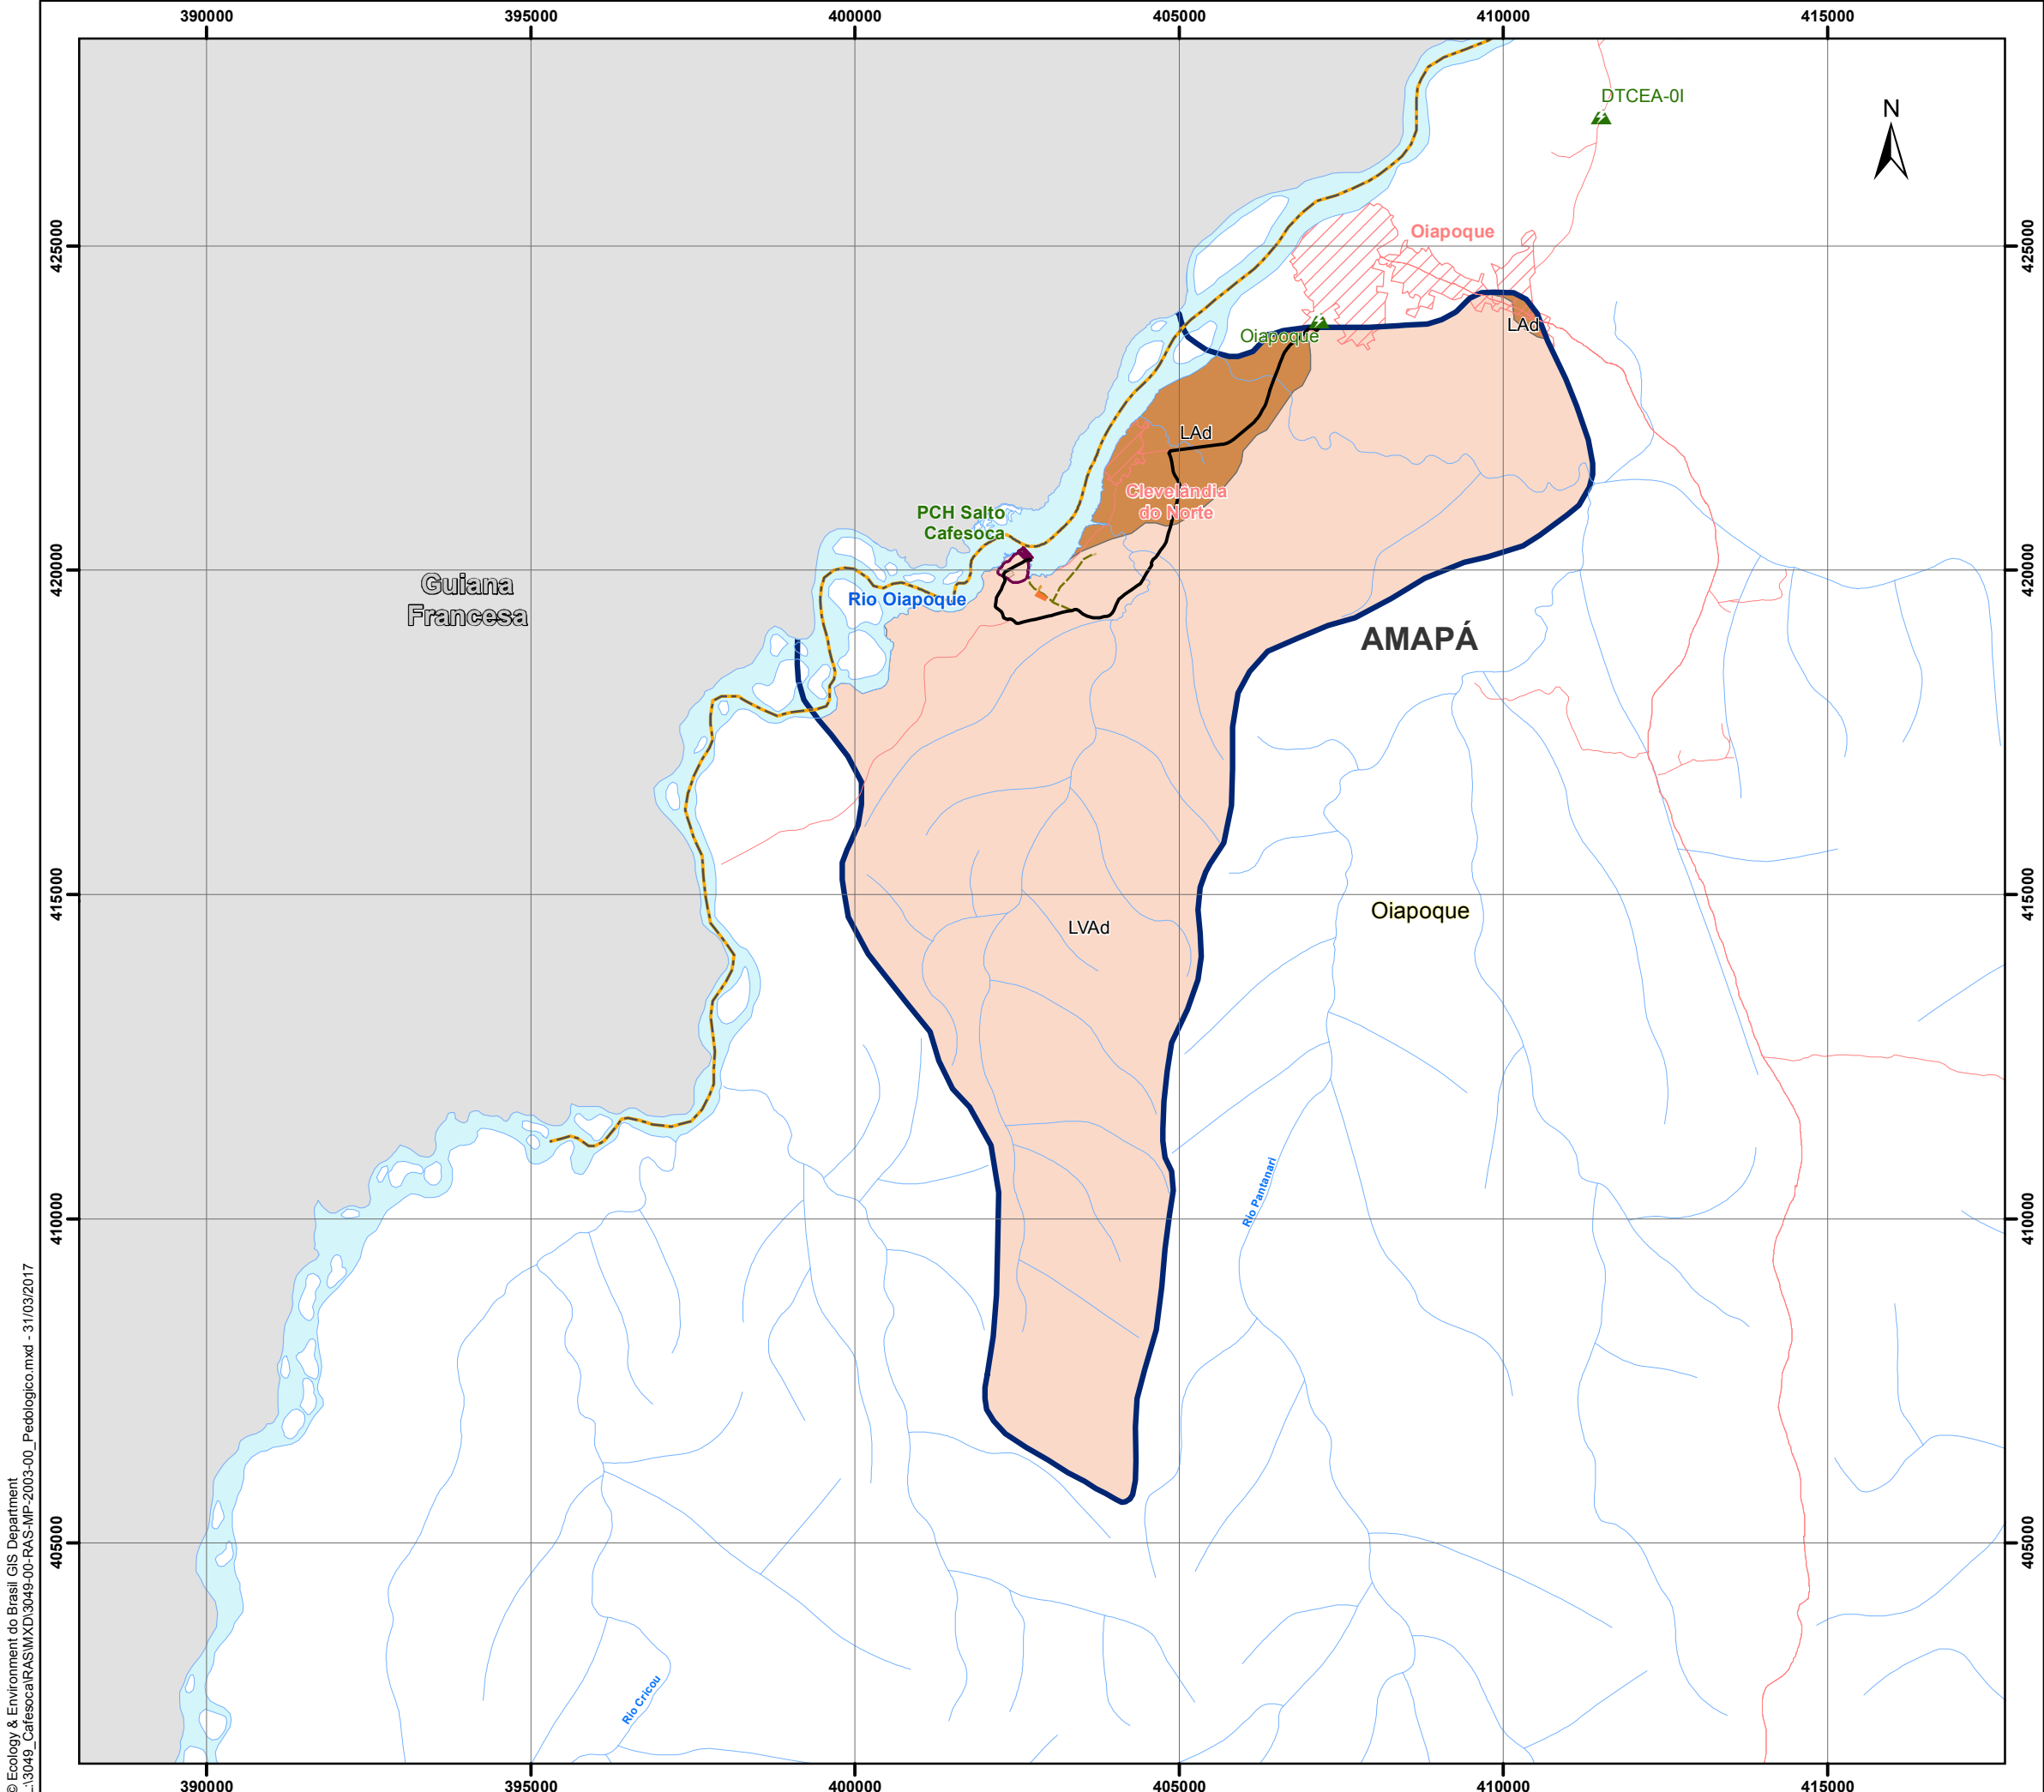 390000
395000
400000
405000
410000
415000
DTCEA-0I
N
425000
425000
Oiapoque
Oiapoque
LAd
LAd
Clevelândia
do Norte
PCH Salto
Cafesoca
420000
420000
Guiana
Francesa
Rio Oiapoque
AMAPÁ
415000
415000
Oiapoque
LVAd
Rio Pantanari
410000
410000
405000
405000
Rio Cricou
© Ecology & Environment do Brasil GIS Department
L:\3049_Cafesoca\RAS\MXD\3049-00-RAS-MP-2003-00_Pedologico.mxd - 31/03/2017
390000
395000
400000
405000
410000
415000